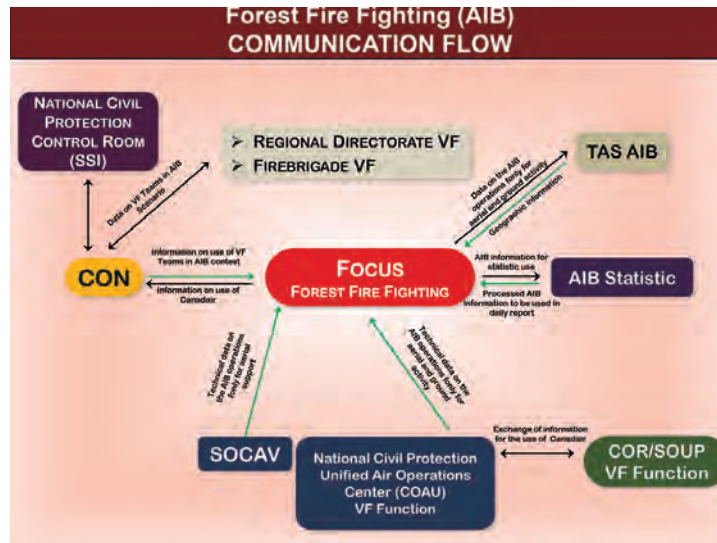 Forest Fire Fighting (AIB)
COMMUNICATION FLOW
NATIONAL CIVIL
PROTECTION
CONTROL ROOM
(SSI)
➢ REGIONAL DIRECTORATE VF
➢ FIREBRIGADE VF
TAS AIB
Data on VF Teams in AIB
Scenario
Data on the AIB
operations fonly for
aerial and ground activity
Geographic information
CON
Information on use of VF
Teams in AIB contest
Information on use of
Canadair
FOCUS
FOREST FIRE FIGHTING
AIB information for
statistic use
Processed AIB
information to be used in
daily report
AIB Statistic
Technical data on
the AIB operations
fonly for aerial
support
Technical data on the
AIB operations fonly for
aerial and ground
activity
SOCAV
National Civil Protection
Unified Air Operations
Center (COAU)
VF Function
Exchange of information
for the use of Canadair
COR/SOUP
VF Function